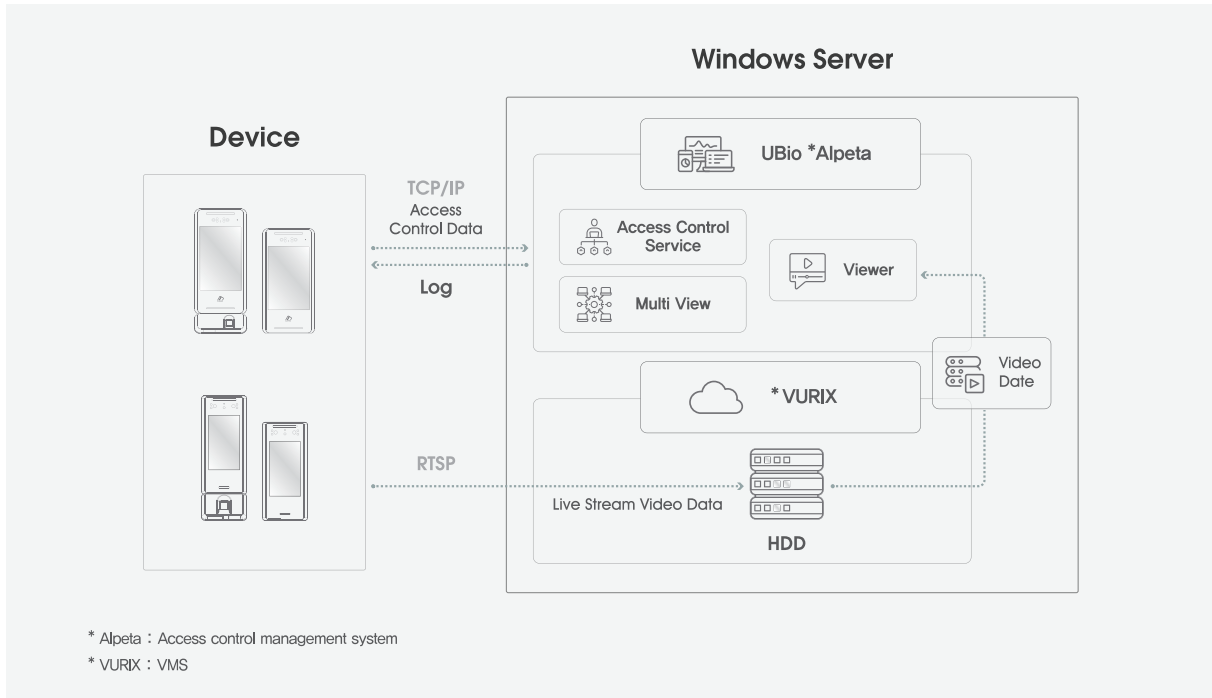 Windows Server
Device
UBio *Alpeta
TCP/IP
Access
Control Data
Log
Access Control
Service
Multi View
Viewer
Video
Date
* VURIX
RTSP
Live Stream Video Data
HDD
* Alpeta : Access control management system
* VURIX : VMS